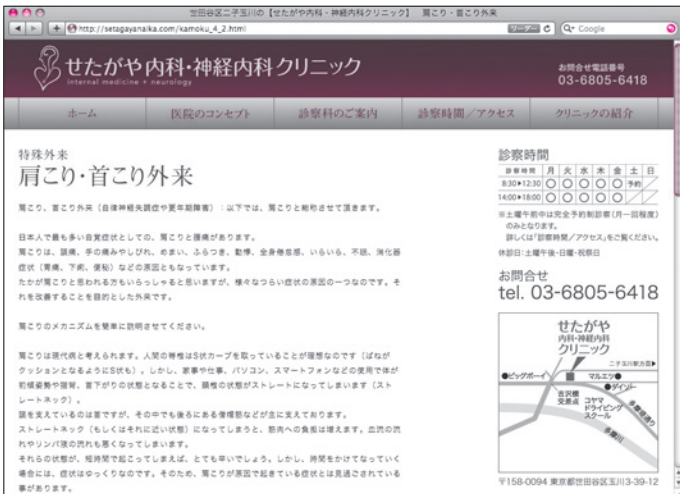 世田谷区二子玉川の【せたがや内科・神経内科クリニック】 肩こり・首こり外来
http://setagayanaika.com/kamoku_4_2.html
リーダー
Google
せたがや内科・神経内科クリニック
internal medicine + neurology
お問合せ電話番号
03-6805-6418
ホーム
医院のコンセプト
診察科のご案内
診察時間／アクセス
クリニックの紹介
特殊外来
肩こり・首こり外来
肩こり、首こり外来（自律神経失調症や更年期障害）：以下では、肩こりと総称させて頂きます。
日本人で最も多い自覚症状としての、肩こりと腰痛があります。
肩こりは、頭痛、手の痛みやしびれ、めまい、ふらつき、動悸、全身倦怠感、いらいら、不眠、消化器
症状（胃痛、下痢、便秘）などの原因ともなっています。
たかが肩こりと思われる方もいらっしゃると思いますが、様々なつらい症状の原因の一つなのです。そ
れを改善することを目的とした外来です。
肩こりのメカニズムを簡単に説明させてください。
肩こりは現代病と考えられます。人間の脊椎はS状カーブを取っていることが理想なのです（ばねが
クッションとなるようにS状も）。しかし、家事や仕事、パソコン、スマートフォンなどの使用で体が
前傾姿勢や猫背、首下がりの状態となることで、頸椎の状態がストレートになってしまいます（スト
レートネック）。
頭を支えているのは首ですが、その中でも後ろにある僧帽筋などが主に支えております。
ストレートネック（もしくはそれに近い状態）になってしまうと、筋肉への負担は増えます。血流の流
れやリンパ液の流れも悪くなってしまいます。
それらの状態が、短時間で起こってしまえば、とても辛いでしょう。しかし、時間をかけてなっていく
場合には、症状はゆっくりなのです。そのため、肩こりが原因で起きている症状とは見過ごされている
事があります。
診察時間
診療時間 月 火 水 木 金 土 日
8:30▶12:30 ○ ○ ○ ○ ○ 予約
14:00▶18:00 ○ ○ ○ ○ ○
※土曜午前中は完全予約制診察（月一回程度）
のみとなります。
詳しくは「診察時間／アクセス」をご覧ください。
休診日：土曜午後・日曜・祝祭日
お問合せ
tel. 03-6805-6418
せたがや
内科・神経内科
クリニック
二子玉川駅方面▶
●ビッグボーイ
マルエツ●
●ダイソー
吉沢橋
交差点
コヤマ
ドライビング
スクール
多摩堤通り
多摩川
〒158-0094 東京都世田谷区玉川3-39-12